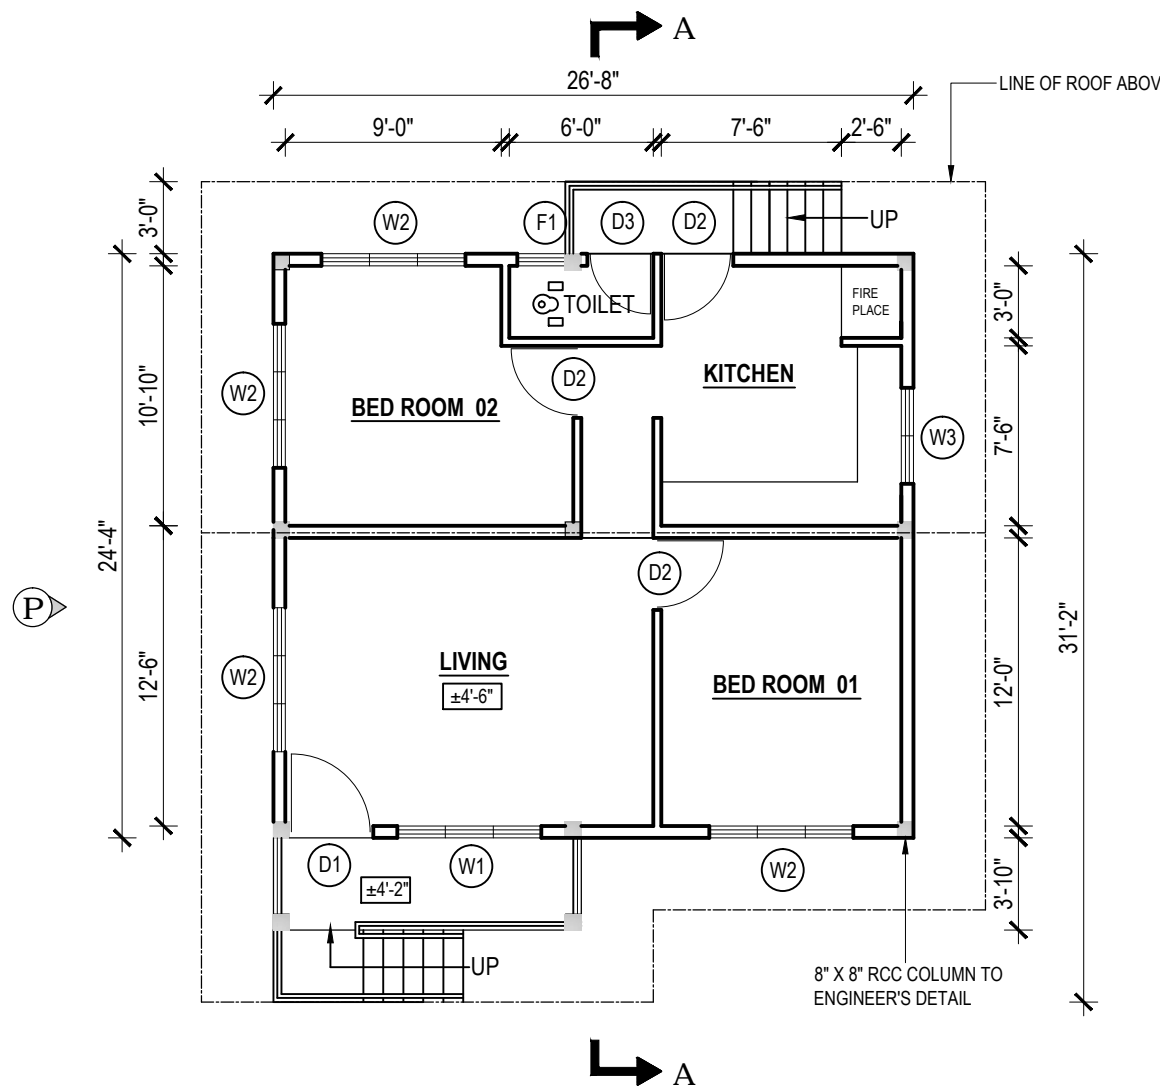 A
26'-8"
LINE OF ROOF ABOV
9'-0"
6'-0"
7'-6"
2'-6"
3'-0"
W2
F1
D3
D2
UP
TOILET
FIRE
PLACE
3'-0"
KITCHEN
D2
BED ROOM 02
W2
10'-10"
W3
7'-6"
24'-4"
D2
P
31'-2"
LIVING
±4'-6"
W2
12'-6"
BED ROOM 01
12'-0"
D1
W1
W2
±4'-2"
3'-10"
UP
8" X 8" RCC COLUMN TO
ENGINEER'S DETAIL
A